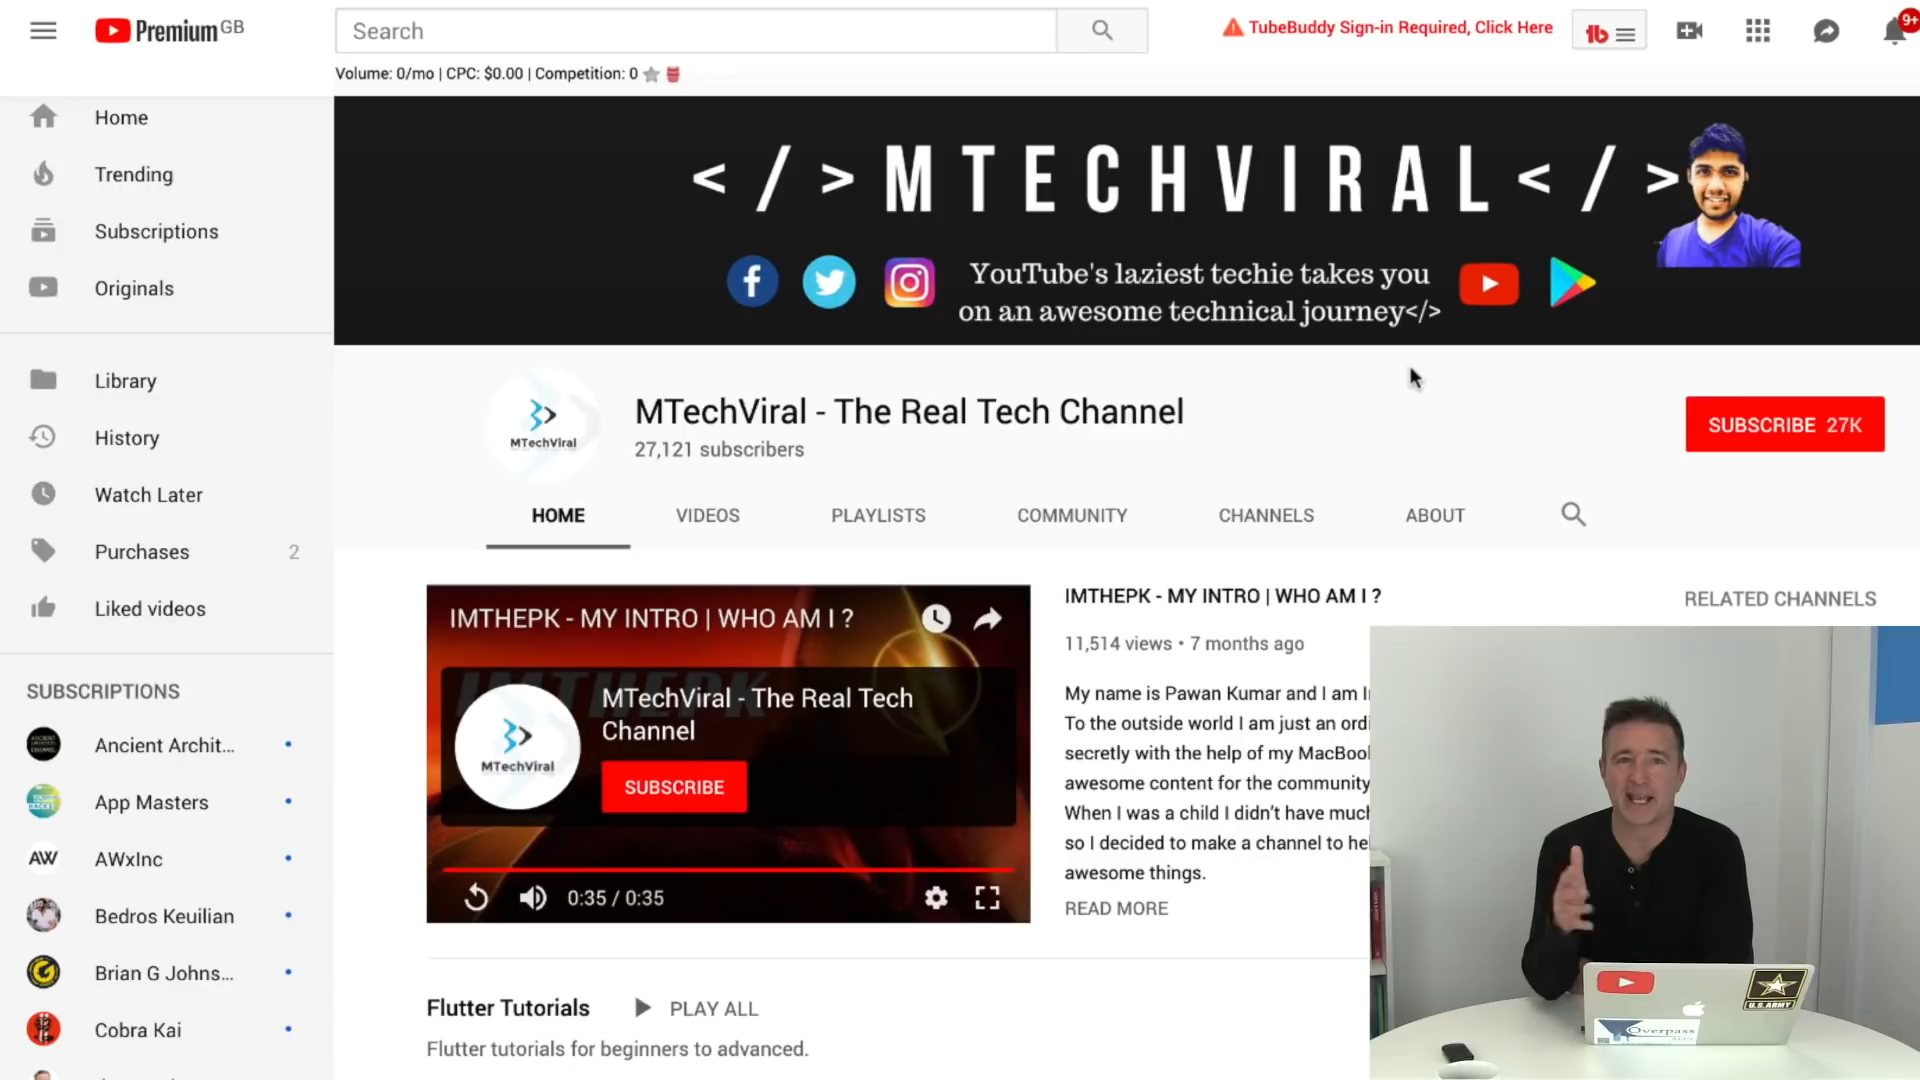 Premium GB
Search
TubeBuddy Sign-in Required, Click Here
9+
Volume: 0/mo | CPC: $0.00 | Competition: 0
Home
Trending
Subscriptions
Originals
Library
History
Watch Later
Purchases 2
Liked videos
SUBSCRIPTIONS
Ancient Archit...
App Masters
AW AWxInc
Bedros Keuilian
Brian G Johns...
Cobra Kai
</> MTECHVIRAL </>
YouTube's laziest techie takes you
on an awesome technical journey</>
MTechViral
MTechViral - The Real Tech Channel
27,121 subscribers
SUBSCRIBE 27K
HOME VIDEOS PLAYLISTS COMMUNITY CHANNELS ABOUT
IMTHEPK - MY INTRO | WHO AM I ?
MTechViral - The Real Tech
Channel
MTechViral
SUBSCRIBE
0:35 / 0:35
IMTHEPK - MY INTRO | WHO AM I ?
11,514 views • 7 months ago
My name is Pawan Kumar and I am
To the outside world I am just an
secretly with the help of my
awesome content for the community
When I was a child I didn't have
so I decided to make a channel to
awesome things.
READ MORE
RELATED CHANNELS
Flutter Tutorials PLAY ALL
Flutter tutorials for beginners to advanced.
U.S. ARMY
Overpass